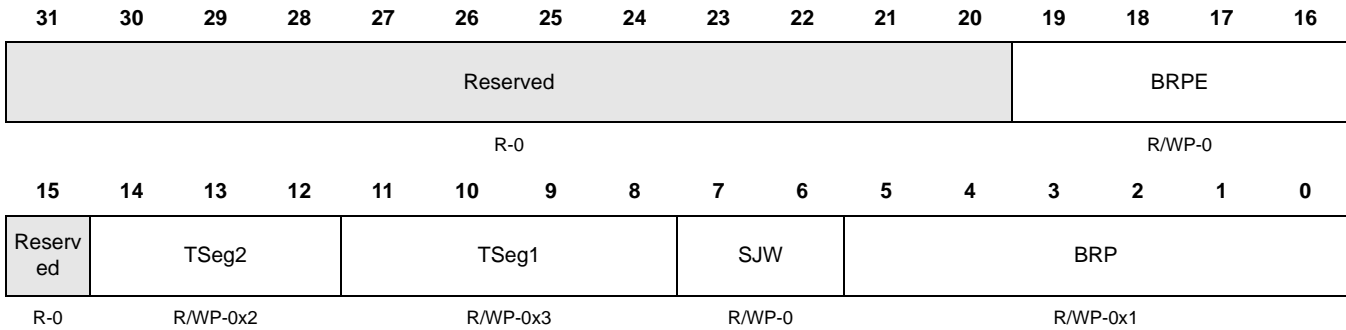 31 30 29 28 27 26 25 24 23 22 21 20 19 18 17 16
Reserved BRPE
R-0 R/WP-0
15 14 13 12 11 10 9 8 7 6 5 4 3 2 1 0
Reserv
ed TSeg2 TSeg1 SJW BRP
R-0 R/WP-0x2 R/WP-0x3 R/WP-0 R/WP-0x1